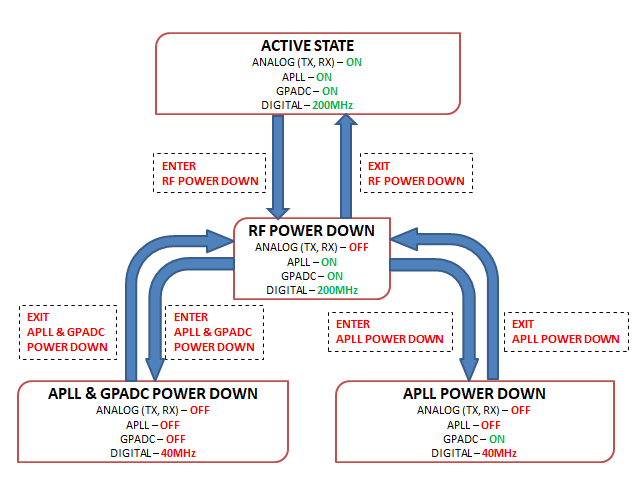 ACTIVE STATE
ANALOG (TX, RX) – ON
APLL – ON
GPADC – ON
DIGITAL – 200MHz
ENTER
RF POWER DOWN
EXIT
RF POWER DOWN
RF POWER DOWN
ANALOG (TX, RX) – OFF
APLL – ON
GPADC – ON
DIGITAL – 200MHz
EXIT
APLL & GPADC
POWER DOWN
ENTER
APLL & GPADC
POWER DOWN
ENTER
APLL POWER DOWN
EXIT
APLL POWER DOWN
APLL & GPADC POWER DOWN
ANALOG (TX, RX) – OFF
APLL – OFF
GPADC – OFF
DIGITAL – 40MHz
APLL POWER DOWN
ANALOG (TX, RX) – OFF
APLL – OFF
GPADC – ON
DIGITAL – 40MHz